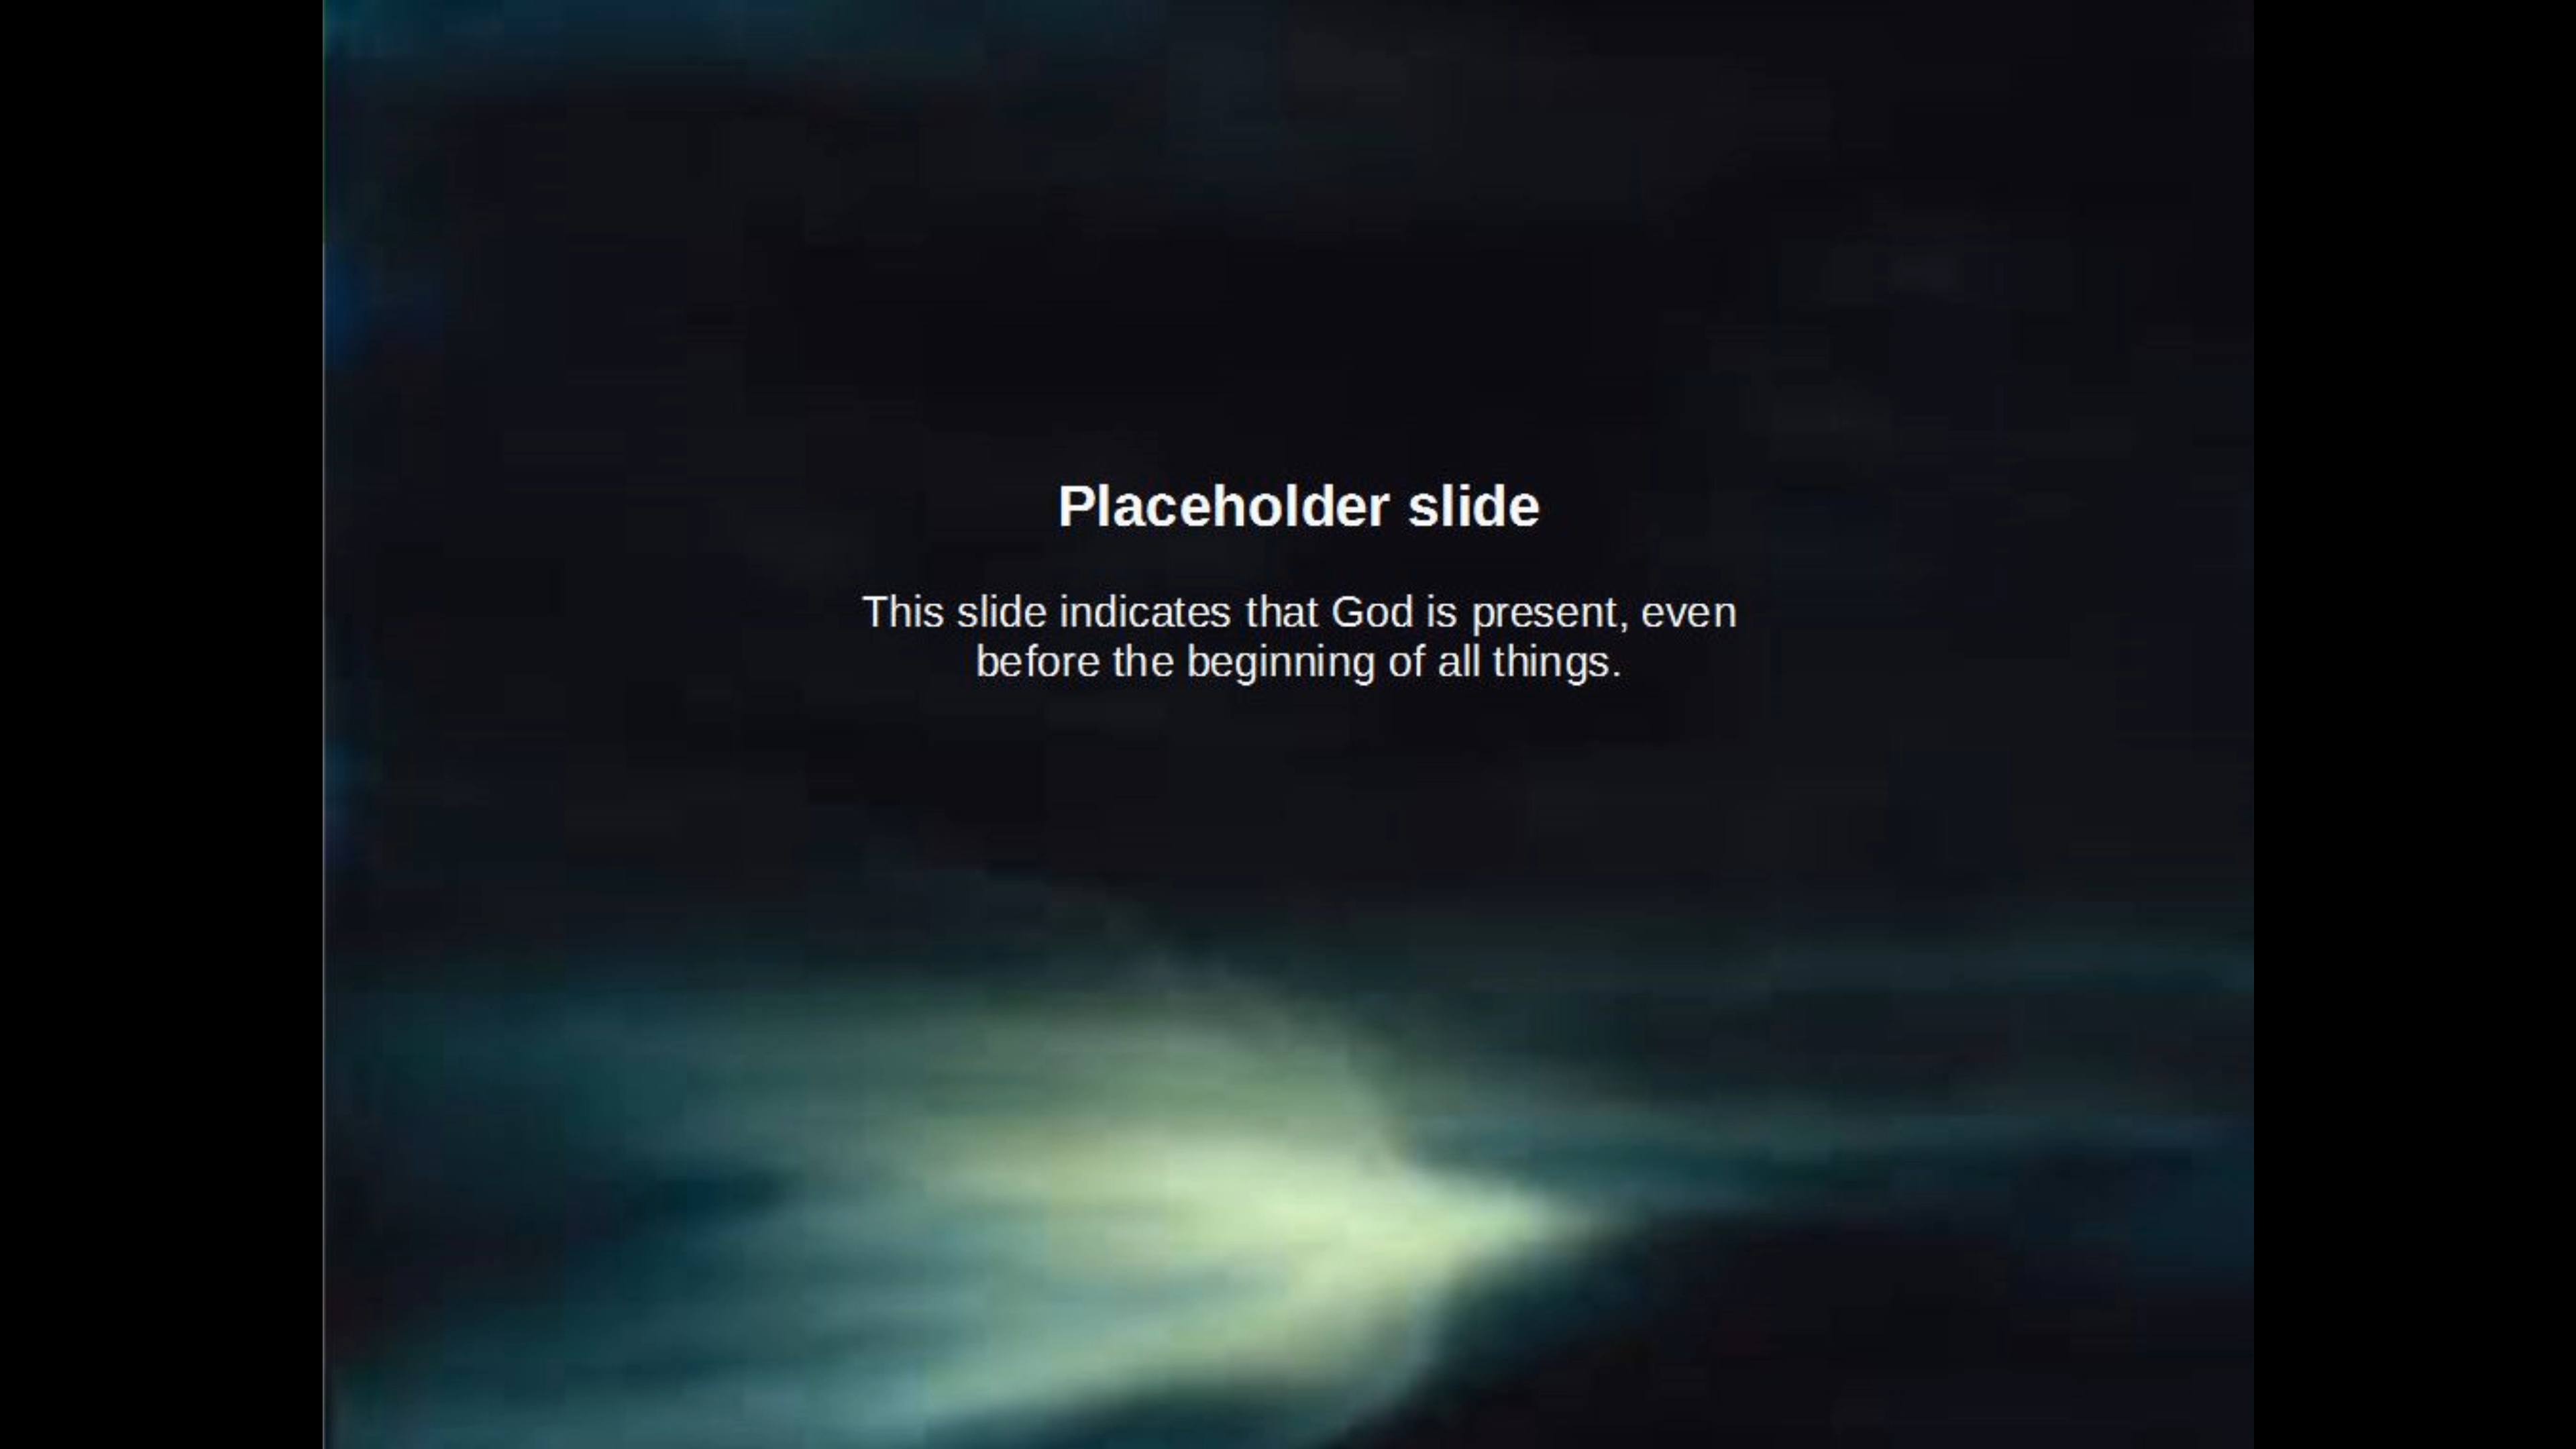 Placeholder slide
This slide indicates that God is present, even
before the beginning of all things.